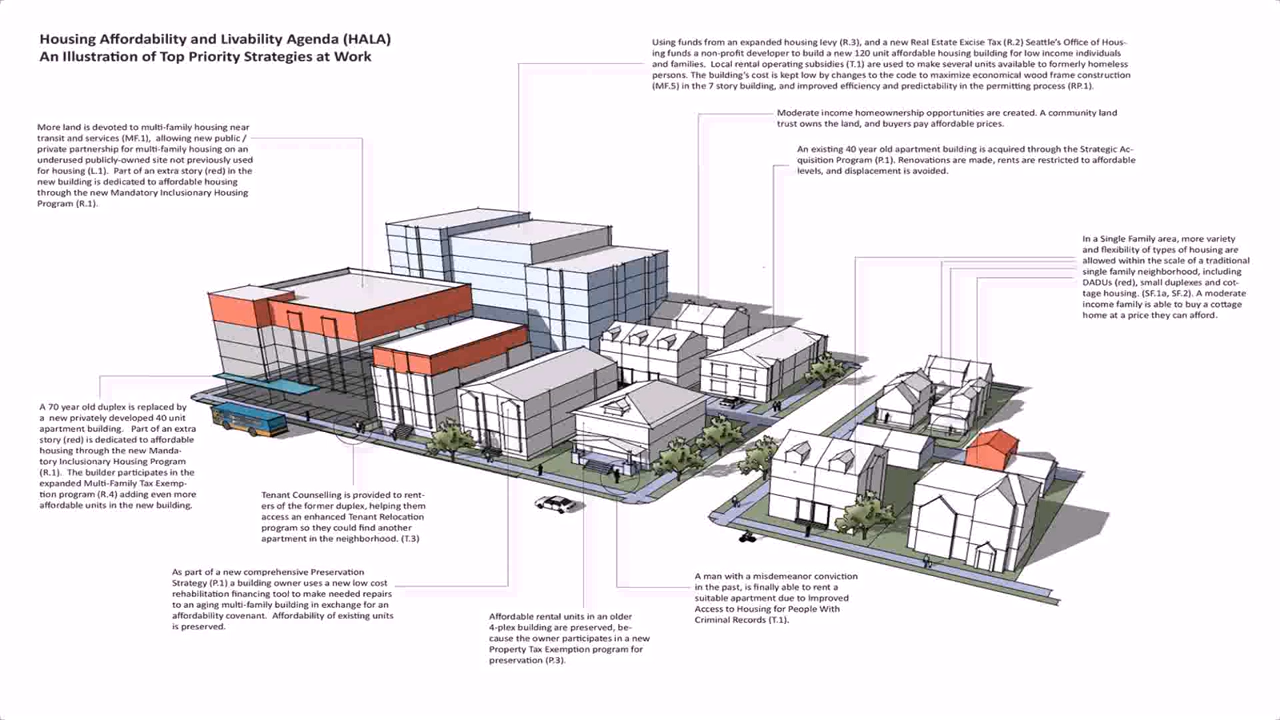 Housing Affordability and Livability Agenda (HALA)
An Illustration of Top Priority Strategies at Work
Using funds from an expanded housing levy (R.3), and a new Real Estate Excise Tax (R.2) Seattle's Office of Hous-
ing funds a non-profit developer to build a new 120 unit affordable housing building for low income individuals
and families. Local rental operating subsidies (T.1) are used to make several units available to formerly homeless
persons. The building's cost is kept low by changes to the code to maximize economical wood frame construction
(MF.5) in the 7 story building, and improved efficiency and predictability in the permitting process (RP.1).
Moderate income homeownership opportunities are created. A community land
trust owns the land, and buyers pay affordable prices.
More land is devoted to multi-family housing near
transit and services (MF.1), allowing new public /
private partnership for multi-family housing on an
underused publicly-owned site not previously used
for housing (L.1). Part of an extra story (red) in the
new building is dedicated to affordable housing
through the new Mandatory Inclusionary Housing
Program (R.1).
An existing 40 year old apartment building is acquired through the Strategic Ac-
quisition Program (P.1). Renovations are made, rents are restricted to affordable
levels, and displacement is avoided.
In a Single Family area, more variety
and flexibility of types of housing are
allowed within the scale of a traditional
single family neighborhood, including
DADUs (red), small duplexes and cot-
tage housing. (SF.1a, SF.2). A moderate
income family is able to buy a cottage
home at a price they can afford.
A 70 year old duplex is replaced by
a new privately developed 40 unit
apartment building. Part of an extra
story (red) is dedicated to affordable
housing through the new Manda-
tory Inclusionary Housing Program
(R.1). The builder participates in the
expanded Multi-Family Tax Exemp-
tion program (R.4) adding even more
affordable units in the new building.
Tenant Counselling is provided to rent-
ers of the former duplex, helping them
access an enhanced Tenant Relocation
program so they could find another
apartment in the neighborhood. (T.3)
As part of a new comprehensive Preservation
Strategy (P.1) a building owner uses a new low cost
rehabilitation financing tool to make needed repairs
to an aging multi-family building in exchange for an
affordability covenant. Affordability of existing units
is preserved.
Affordable rental units in an older
4-plex building are preserved, be-
cause the owner participates in a new
Property Tax Exemption program for
preservation (P.3).
A man with a misdemeanor conviction
in the past, is finally able to rent a
suitable apartment due to Improved
Access to Housing for People With
Criminal Records (T.1).